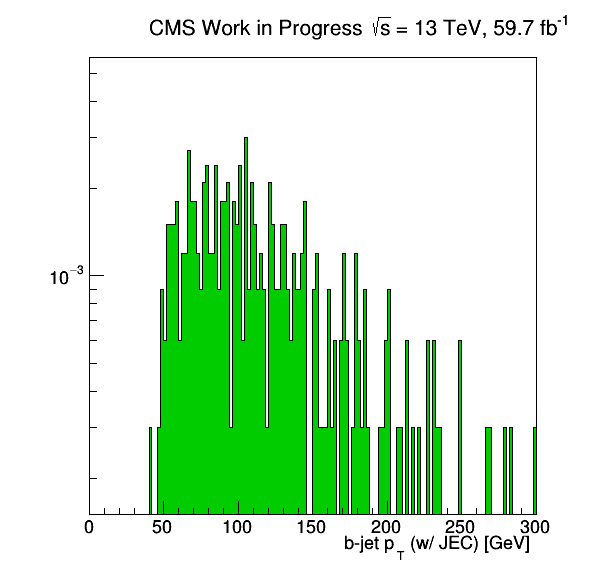 CMS Work in Progress √s = 13 TeV, 59.7 fb⁻¹
10⁻³
0 50 100 150 200 250 300
b-jet p_T (w/ JEC) [GeV]